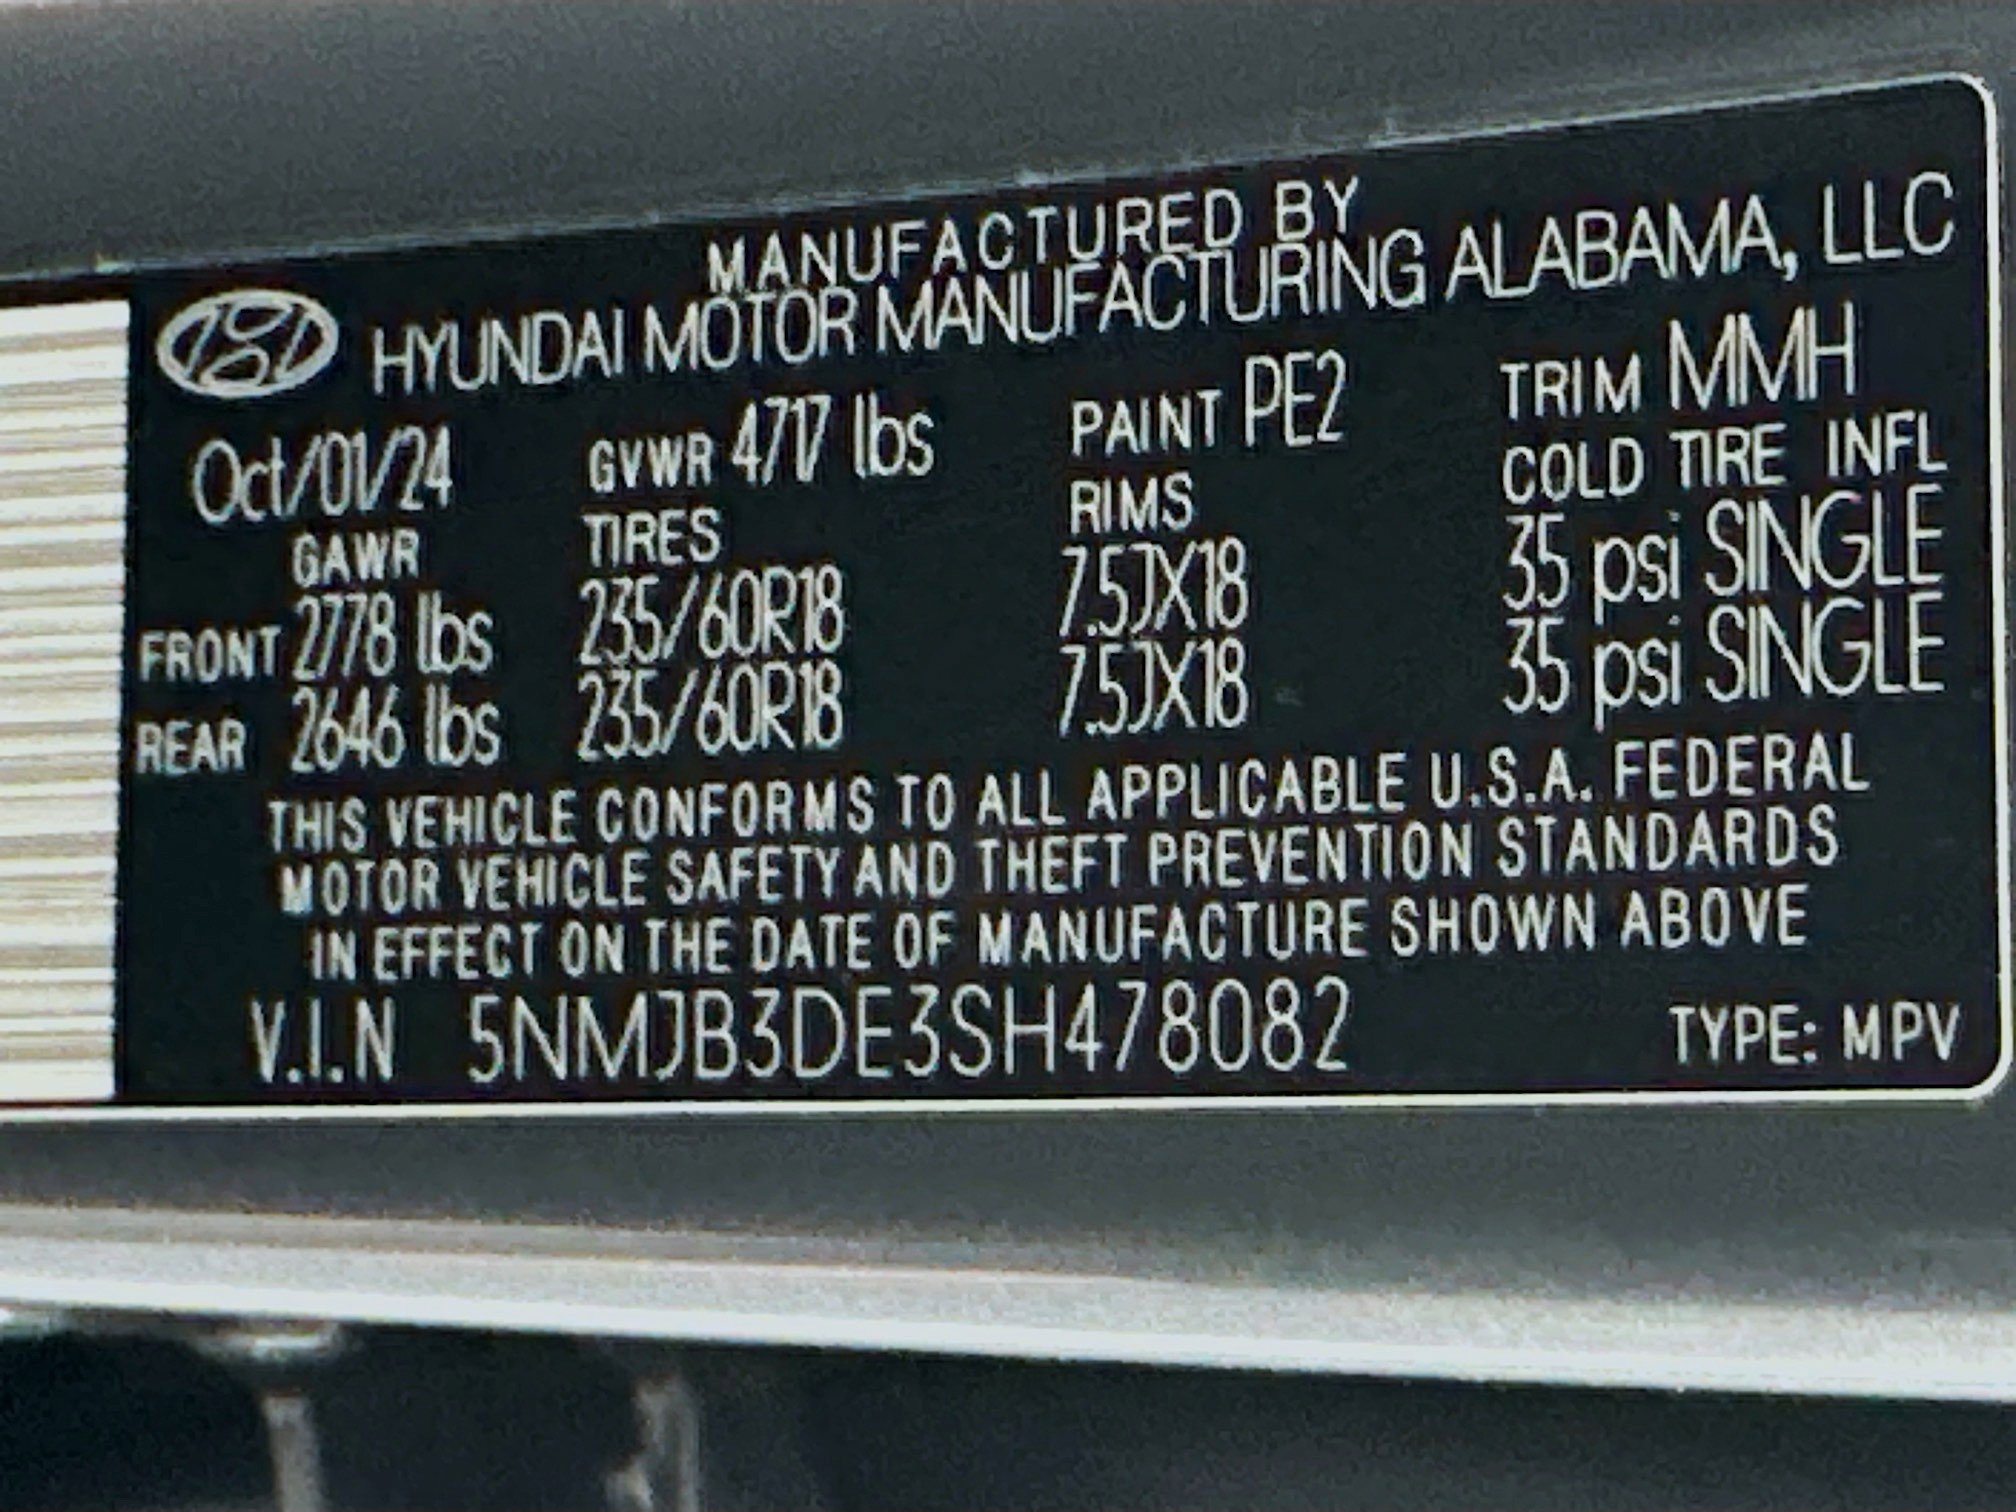 MANUFACTURED BY
HYUNDAI MOTOR MANUFACTURING ALABAMA, LLC
Oct/01/24 GVWR 4717 lbs PAINT PE2 TRIM MMH
GAWR TIRES RIMS COLD TIRE INFL
FRONT 2778 lbs 235/60R18 7.5JX18 35 psi SINGLE
REAR 2646 lbs 235/60R18 7.5JX18 35 psi SINGLE
THIS VEHICLE CONFORMS TO ALL APPLICABLE U.S.A. FEDERAL
MOTOR VEHICLE SAFETY AND THEFT PREVENTION STANDARDS
IN EFFECT ON THE DATE OF MANUFACTURE SHOWN ABOVE
V.I.N 5NMJB3DE3SH478082 TYPE: MPV